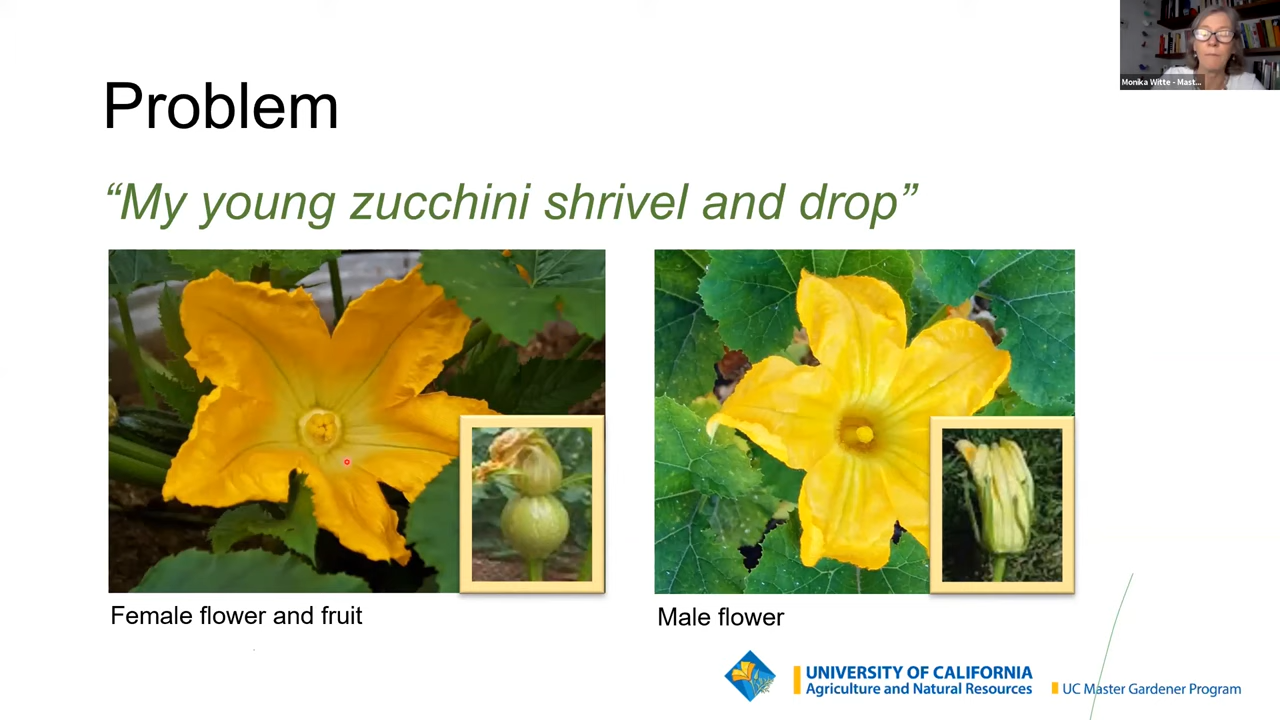 Monika Witte - Mast...
Problem
“My young zucchini shrivel and drop”
Female flower and fruit
Male flower
UNIVERSITY OF CALIFORNIA
Agriculture and Natural Resources
UC Master Gardener Program